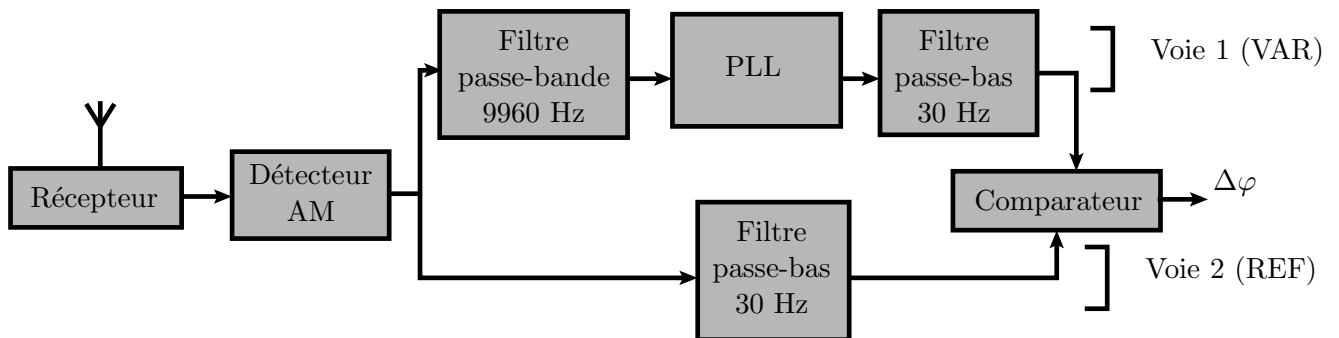 Récepteur
Détecteur
AM
Filtre
passe-bande
9960 Hz
PLL
Filtre
passe-bas
30 Hz
Voie 1 (VAR)
Filtre
passe-bas
30 Hz
Comparateur
Δφ
Voie 2 (REF)